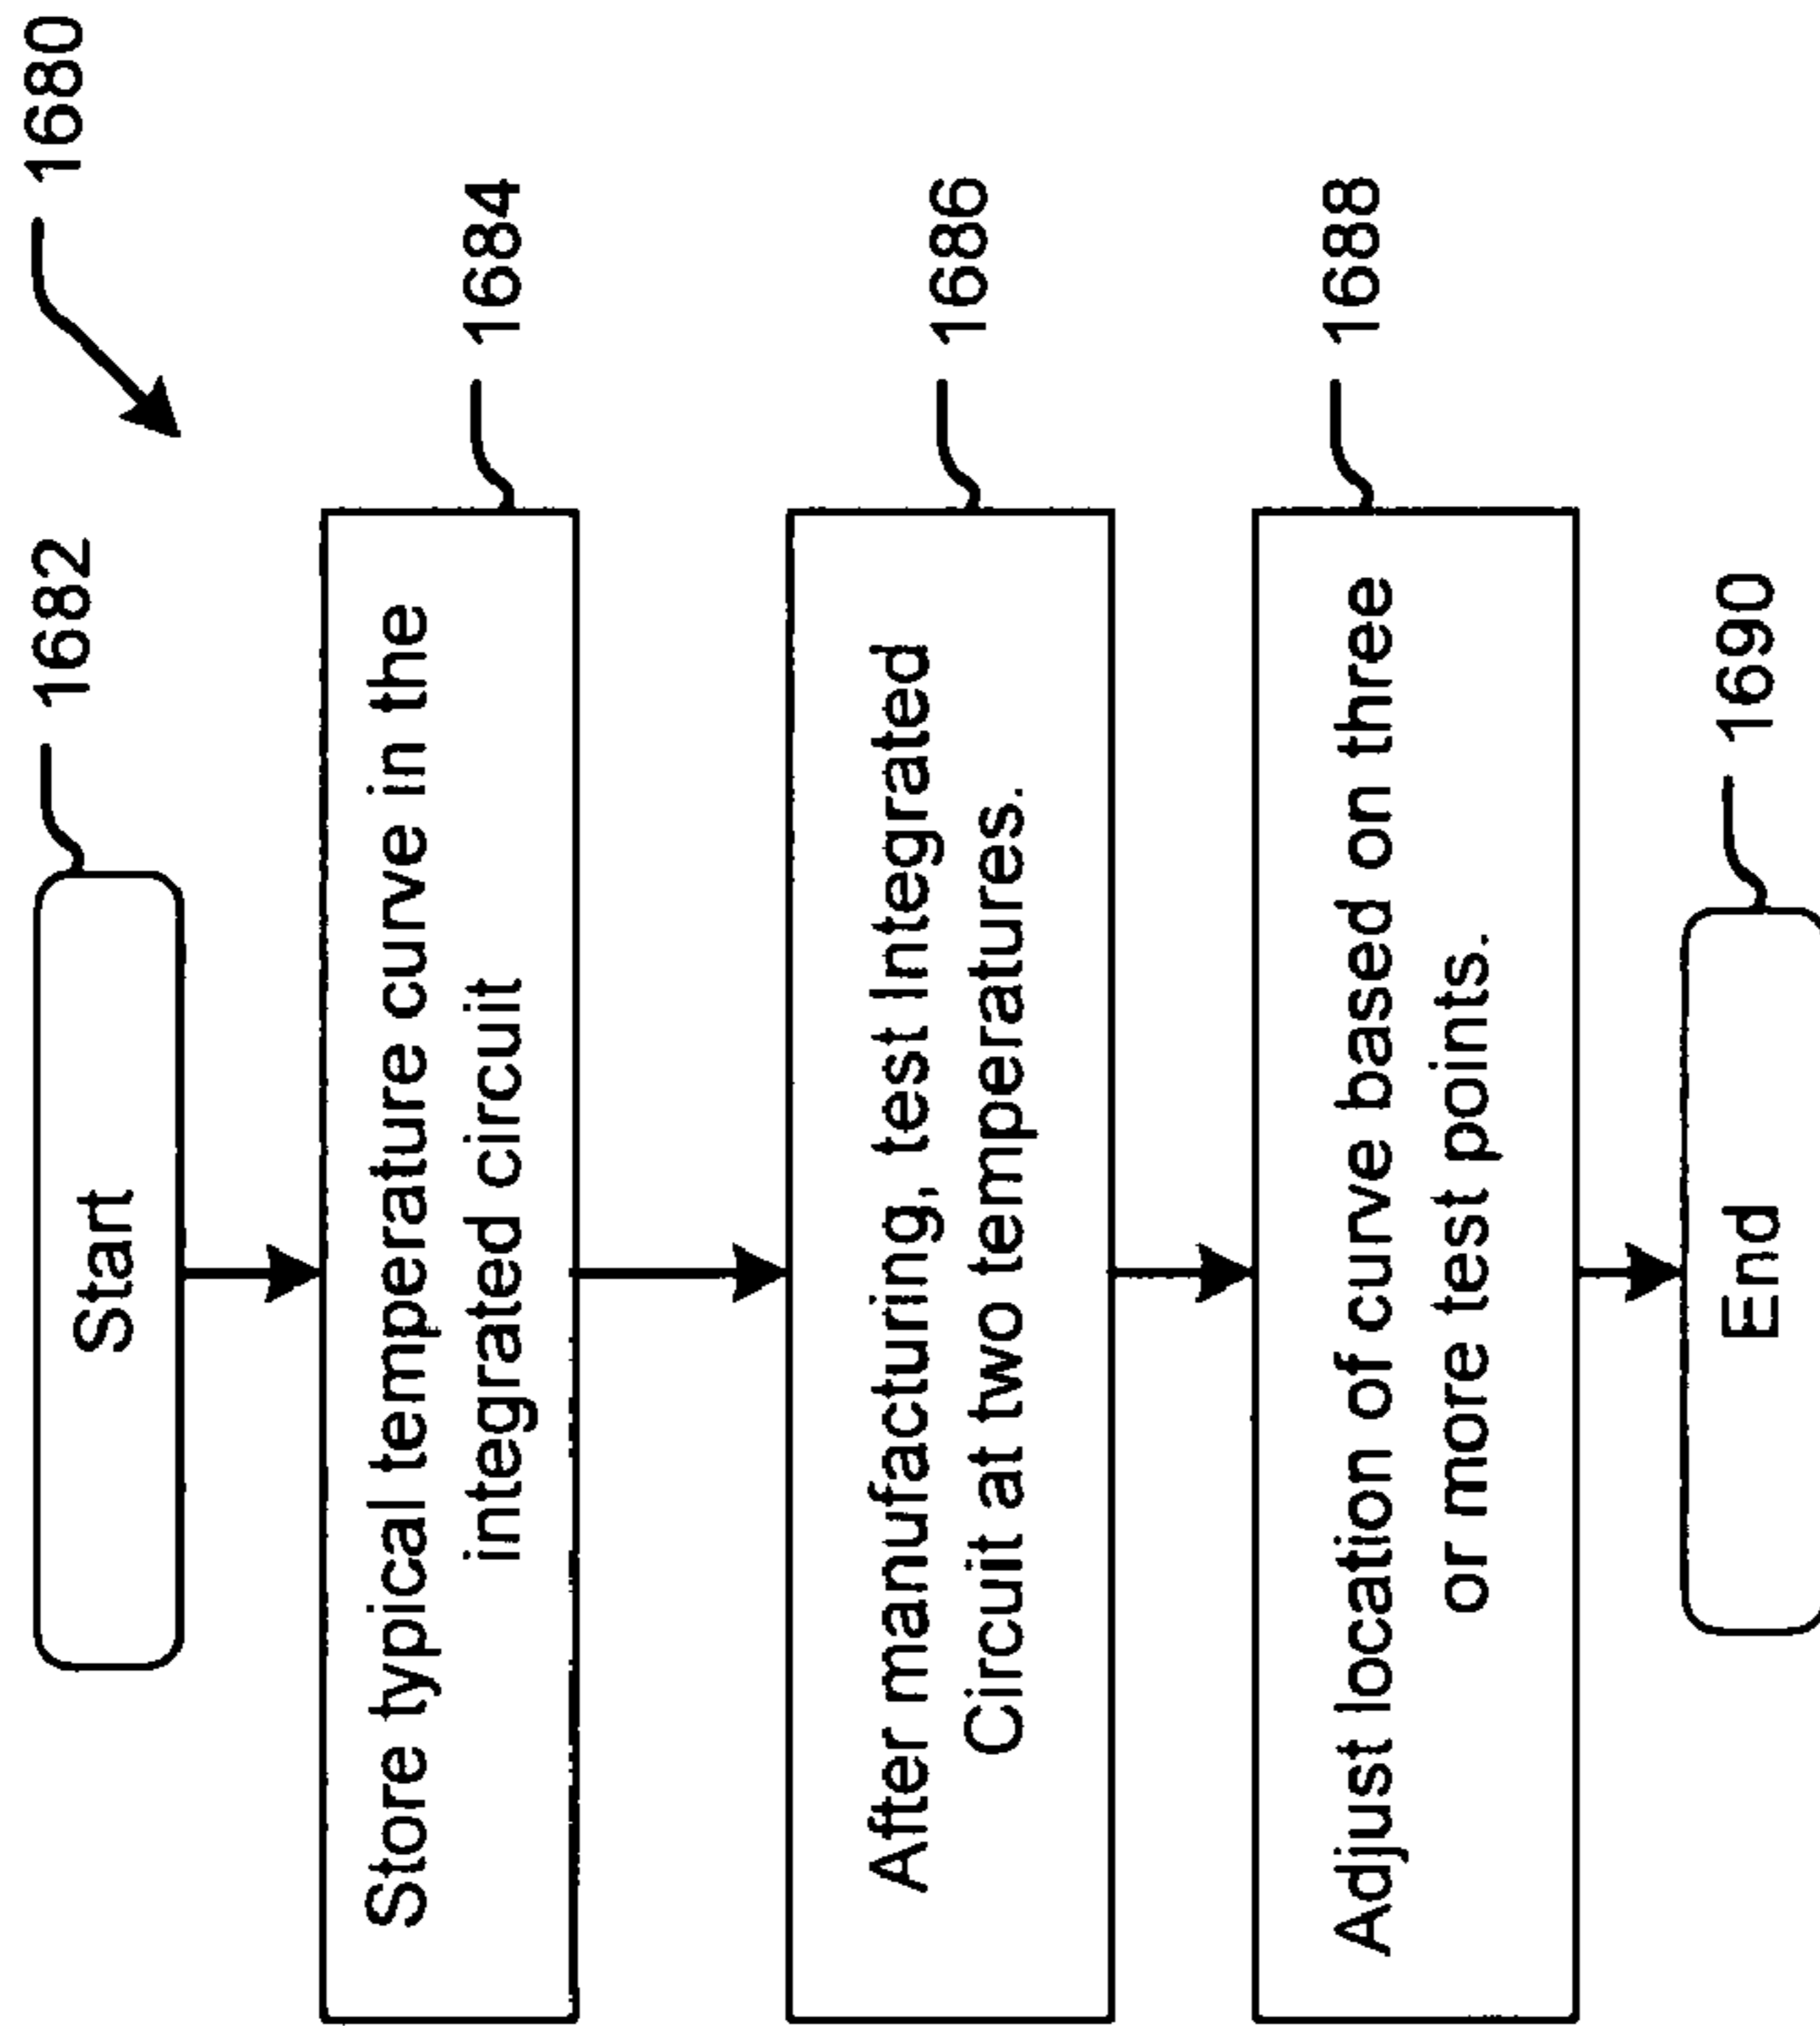 1680
Start
1682
Store typical temperature curve in the
integrated circuit
1684
After manufacturing, test Integrated
Circuit at two temperatures.
1686
Adjust location of curve based on three
or more test points.
1688
End
1690